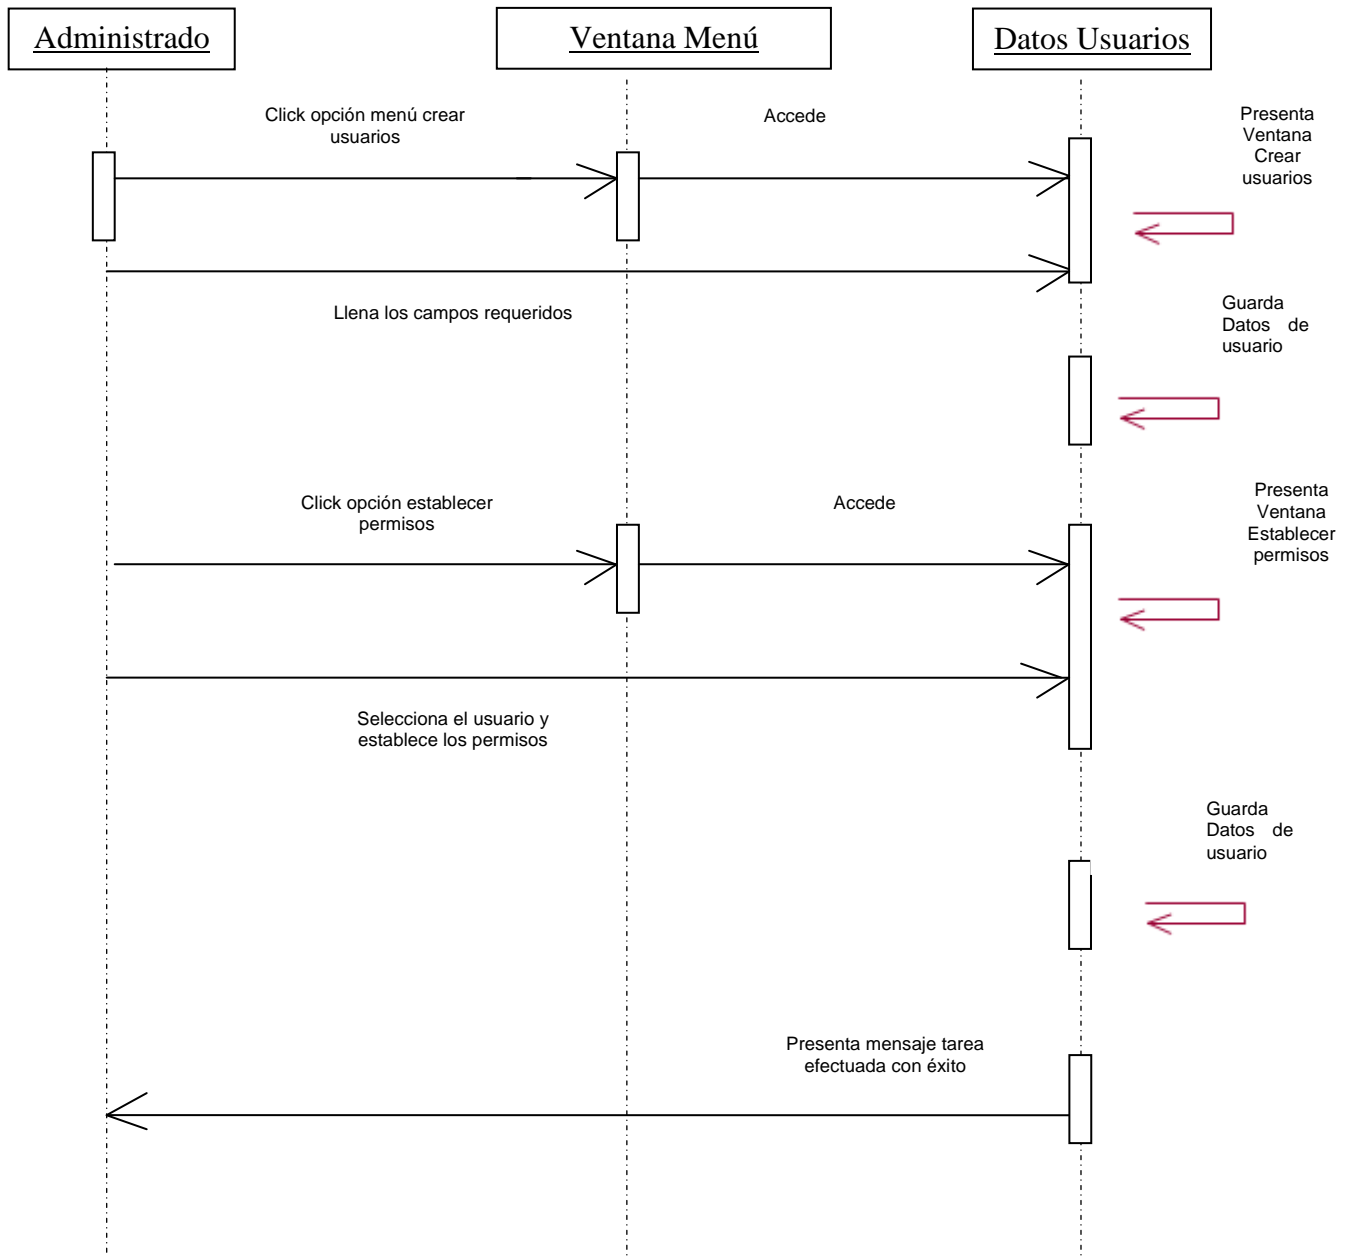 Administrado
Ventana Menú
Datos Usuarios
Click opción menú crear
usuarios
Accede
Presenta
Ventana
Crear
usuarios
Llena los campos requeridos
Guarda
Datos de
usuario
Click opción establecer
permisos
Accede
Presenta
Ventana
Establecer
permisos
Selecciona el usuario y
establece los permisos
Guarda
Datos de
usuario
Presenta mensaje tarea
efectuada con éxito